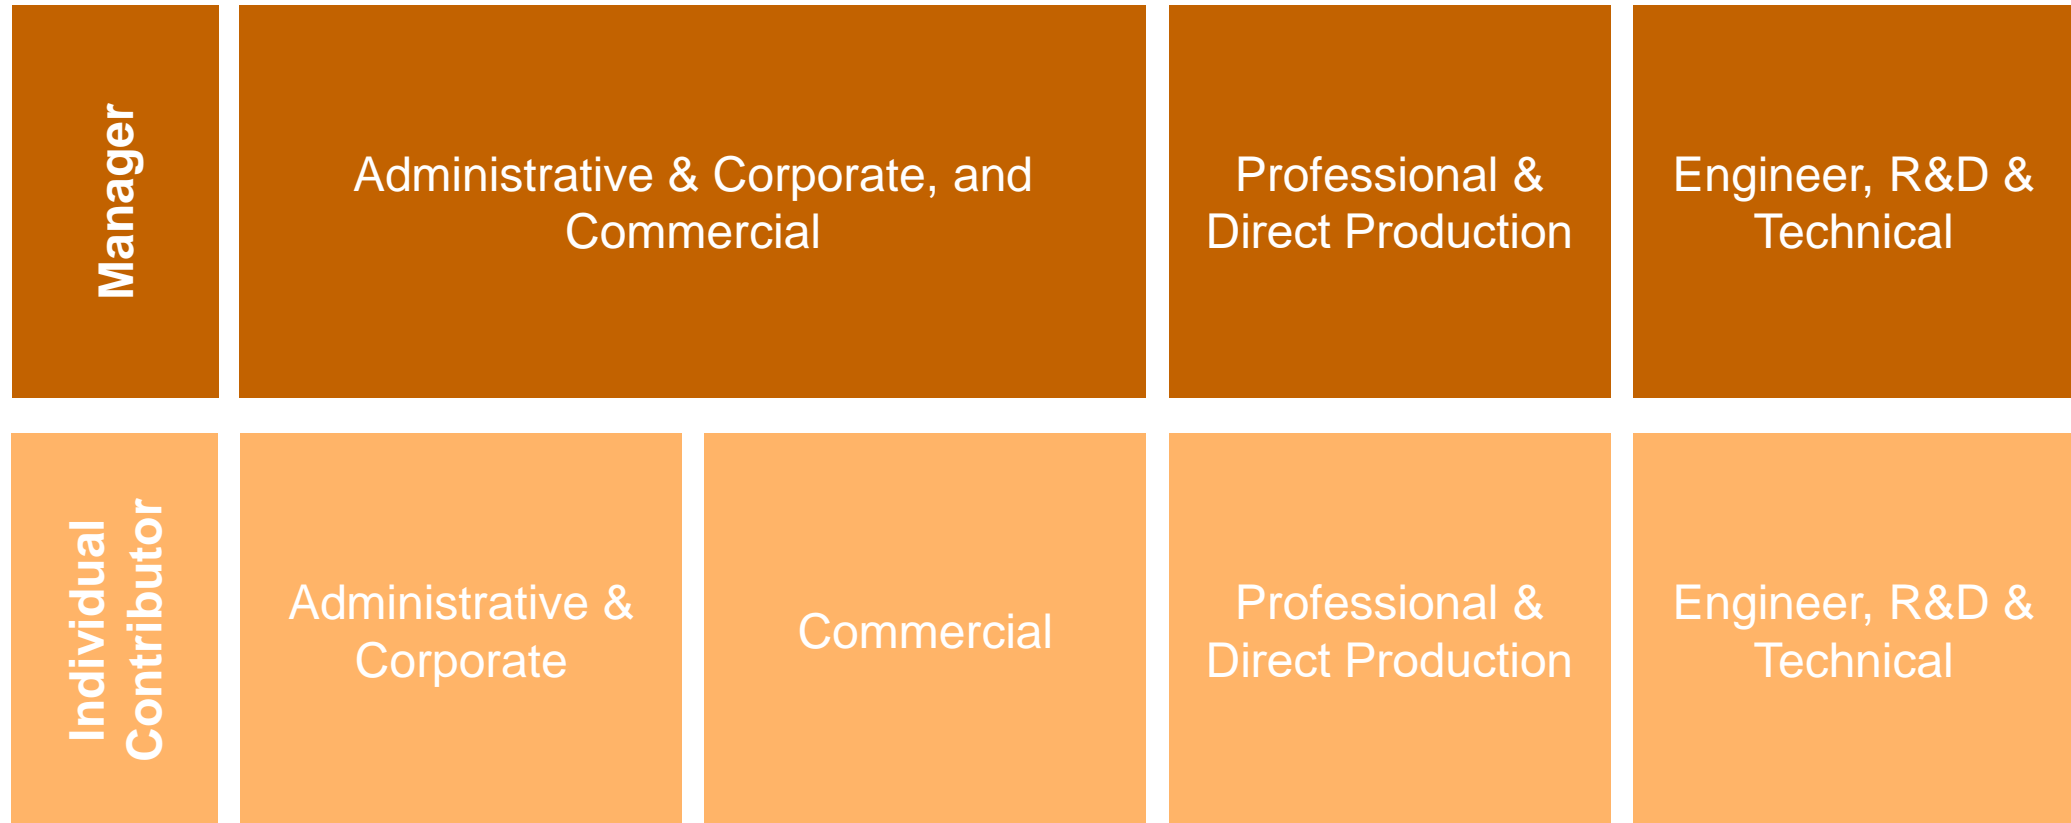 Manager
Administrative & Corporate, and
Commercial
Professional &
Direct Production
Engineer, R&D &
Technical
Individual
Contributor
Administrative &
Corporate
Commercial
Professional &
Direct Production
Engineer, R&D &
Technical